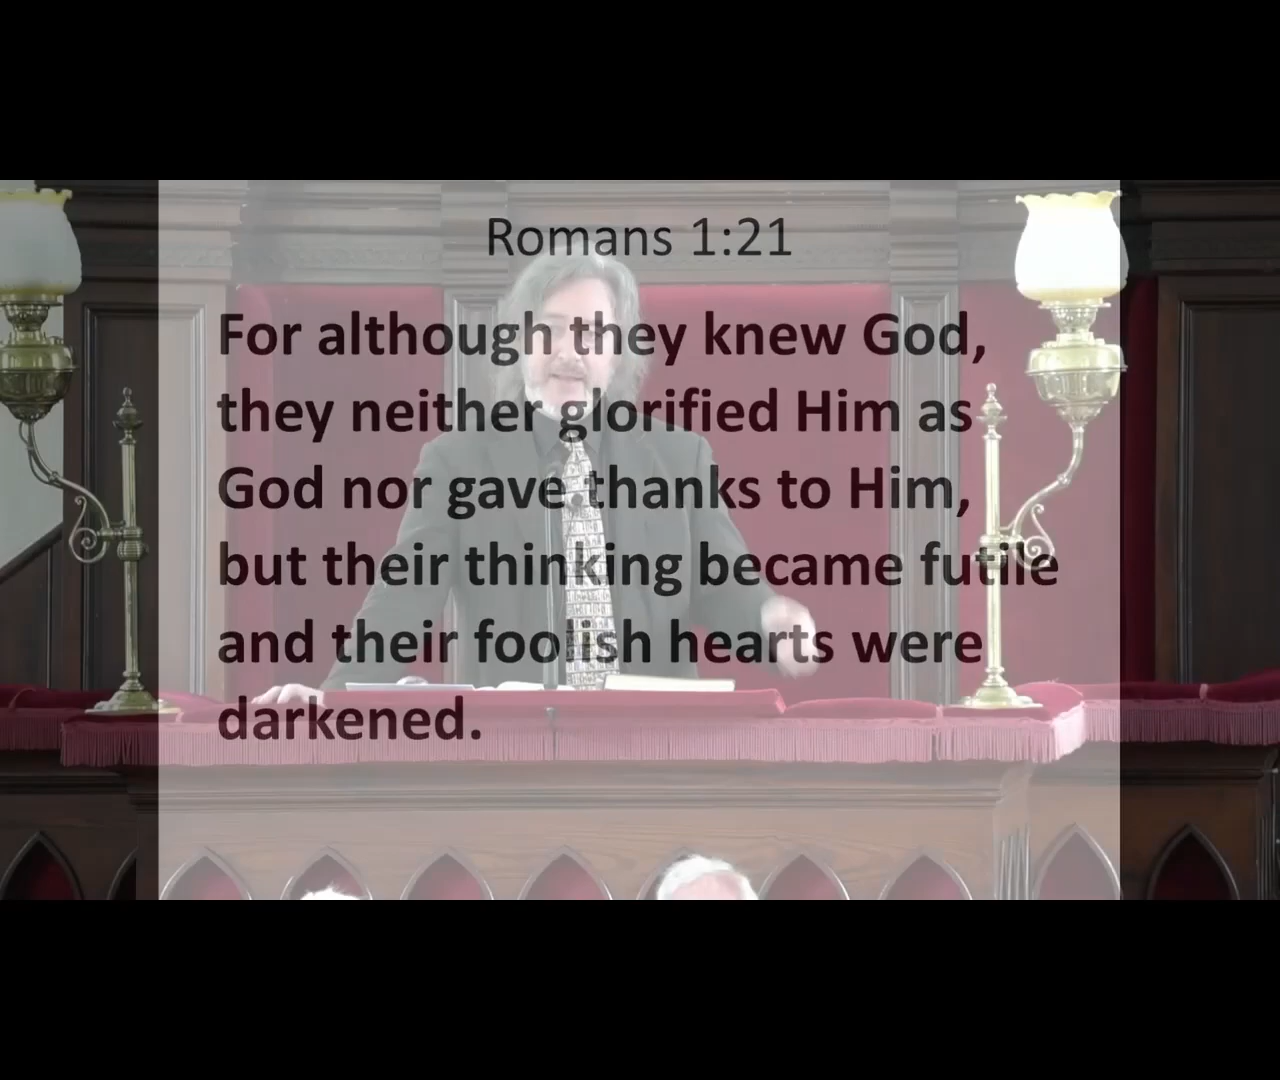 Romans 1:21
For although they knew God,
they neither glorified Him as
God nor gave thanks to Him,
but their thinking became futile
and their foolish hearts were
darkened.